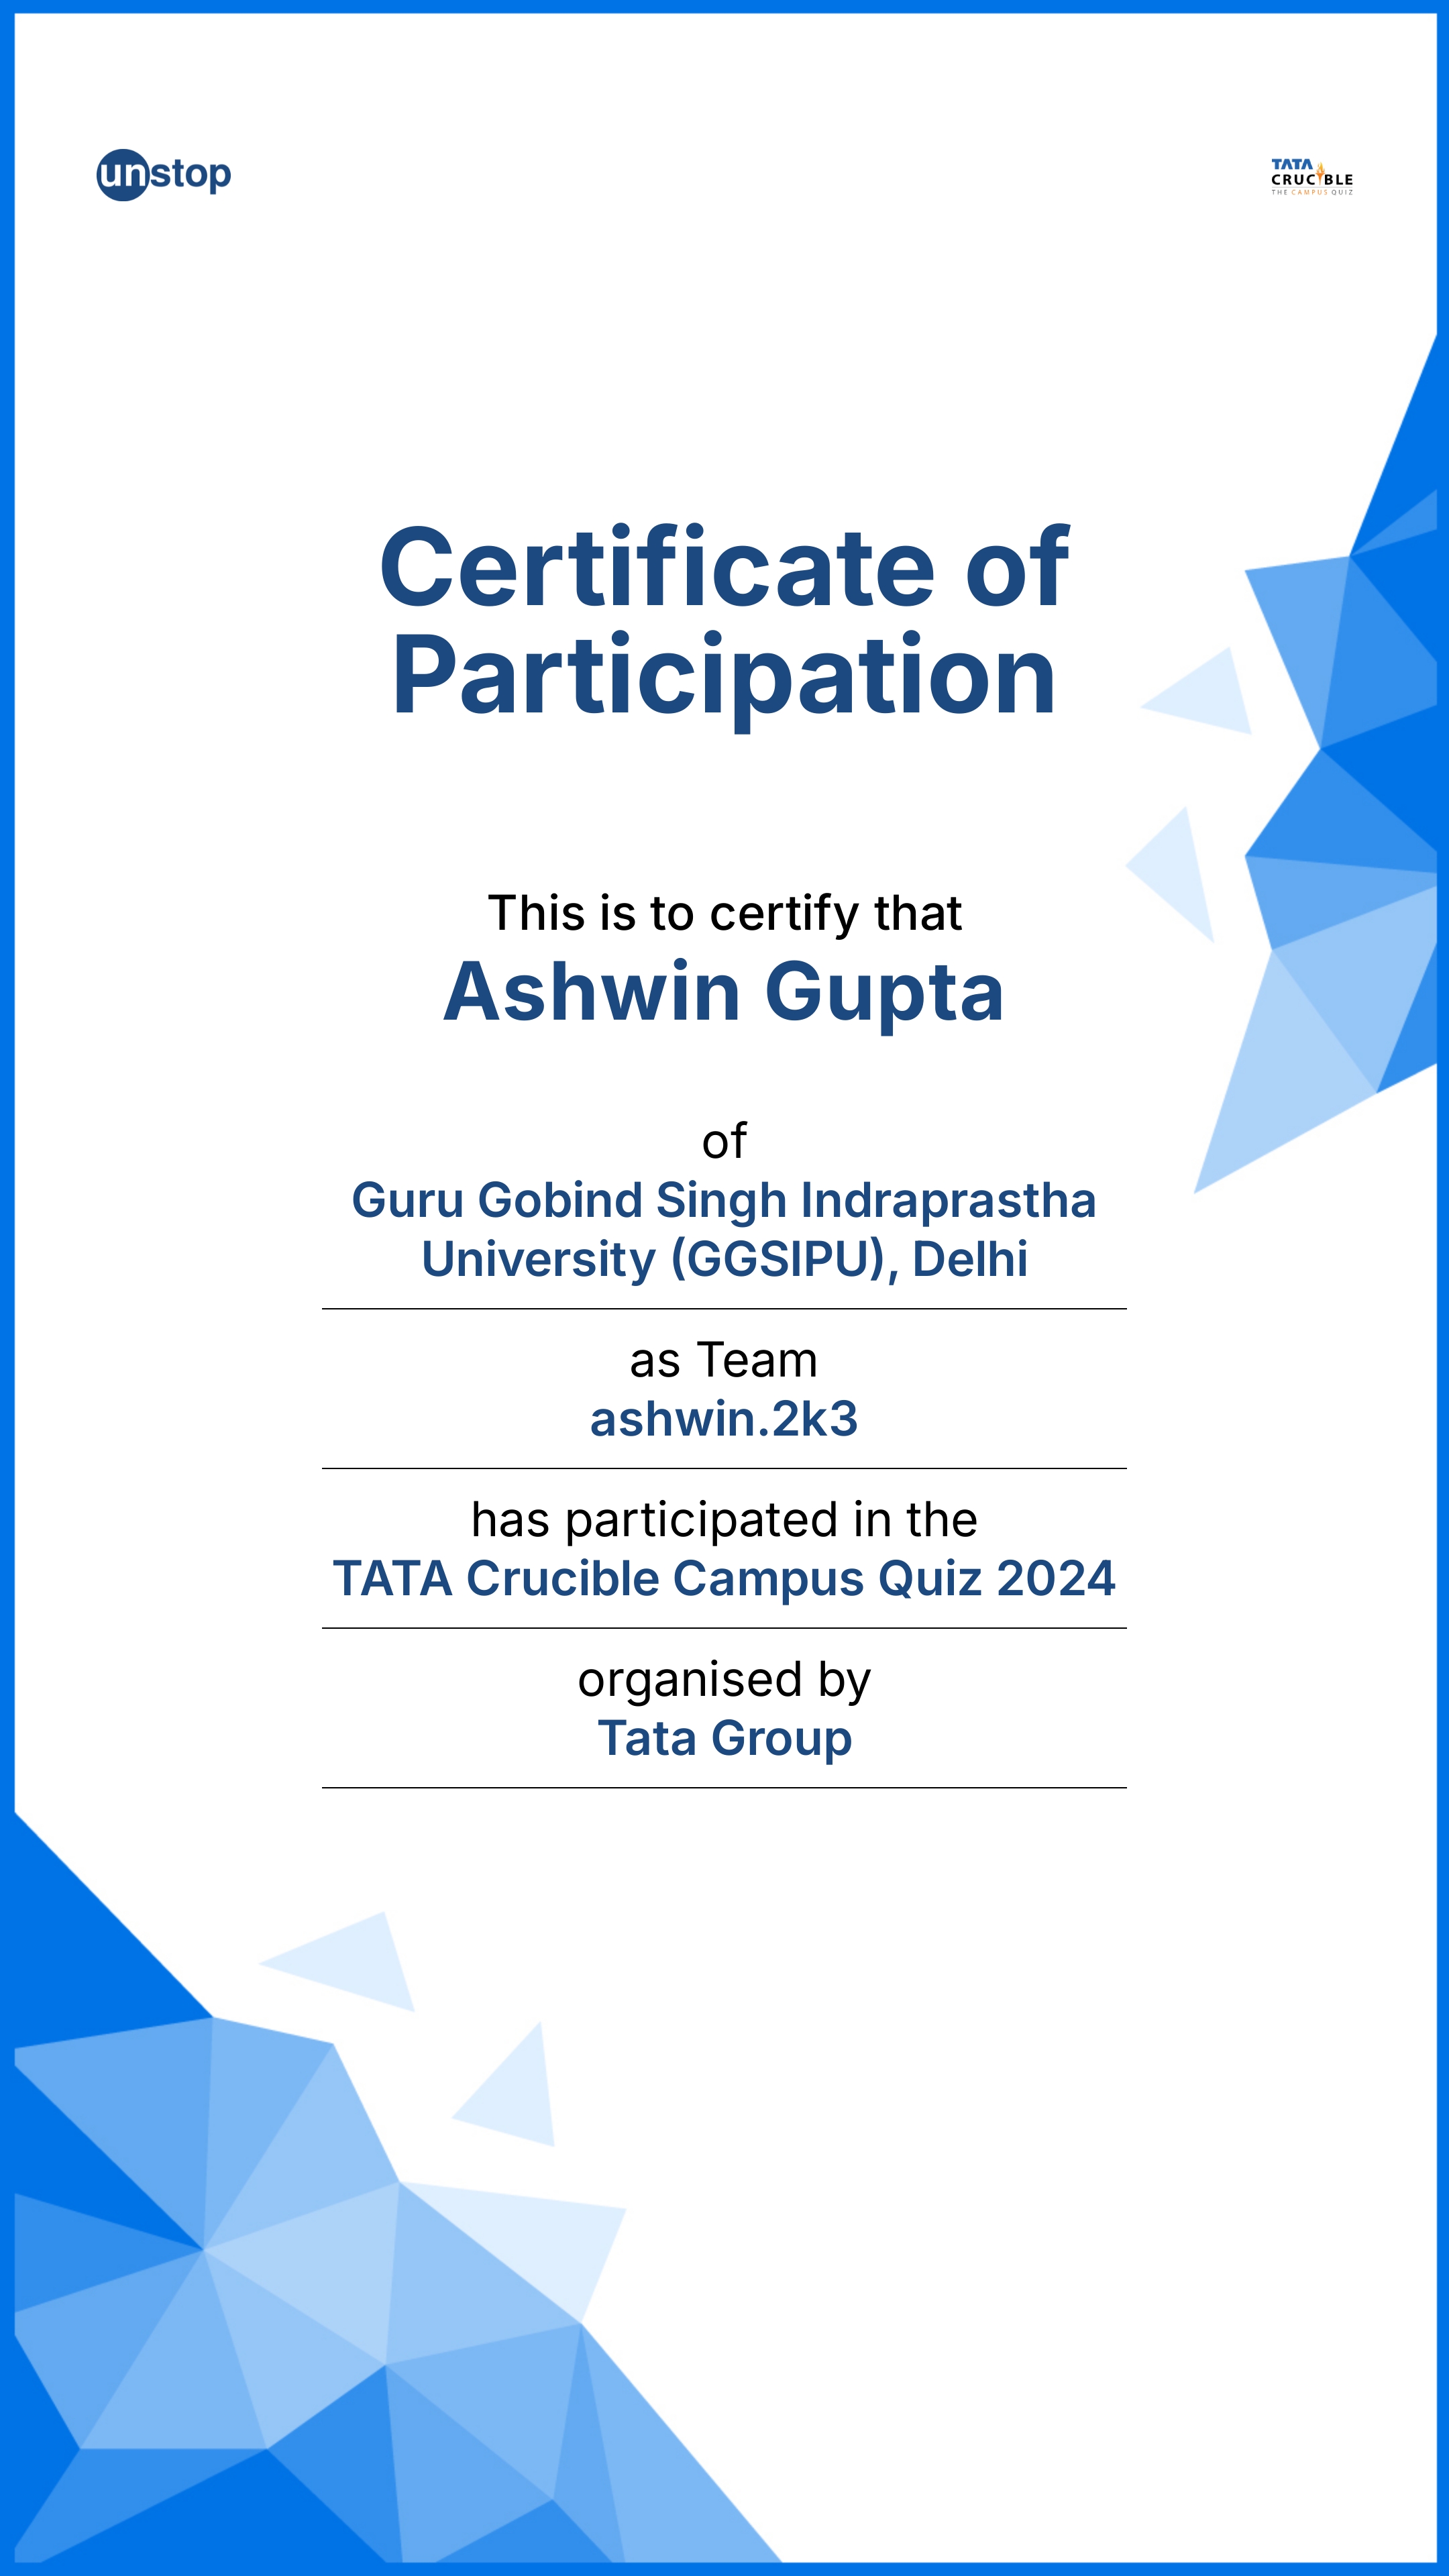 unstop
TATA
CRUCIBLE
THE CAMPUS QUIZ
Certificate of
Participation
This is to certify that
Ashwin Gupta
of
Guru Gobind Singh Indraprastha
University (GGSIPU), Delhi
as Team
ashwin.2k3
has participated in the
TATA Crucible Campus Quiz 2024
organised by
Tata Group